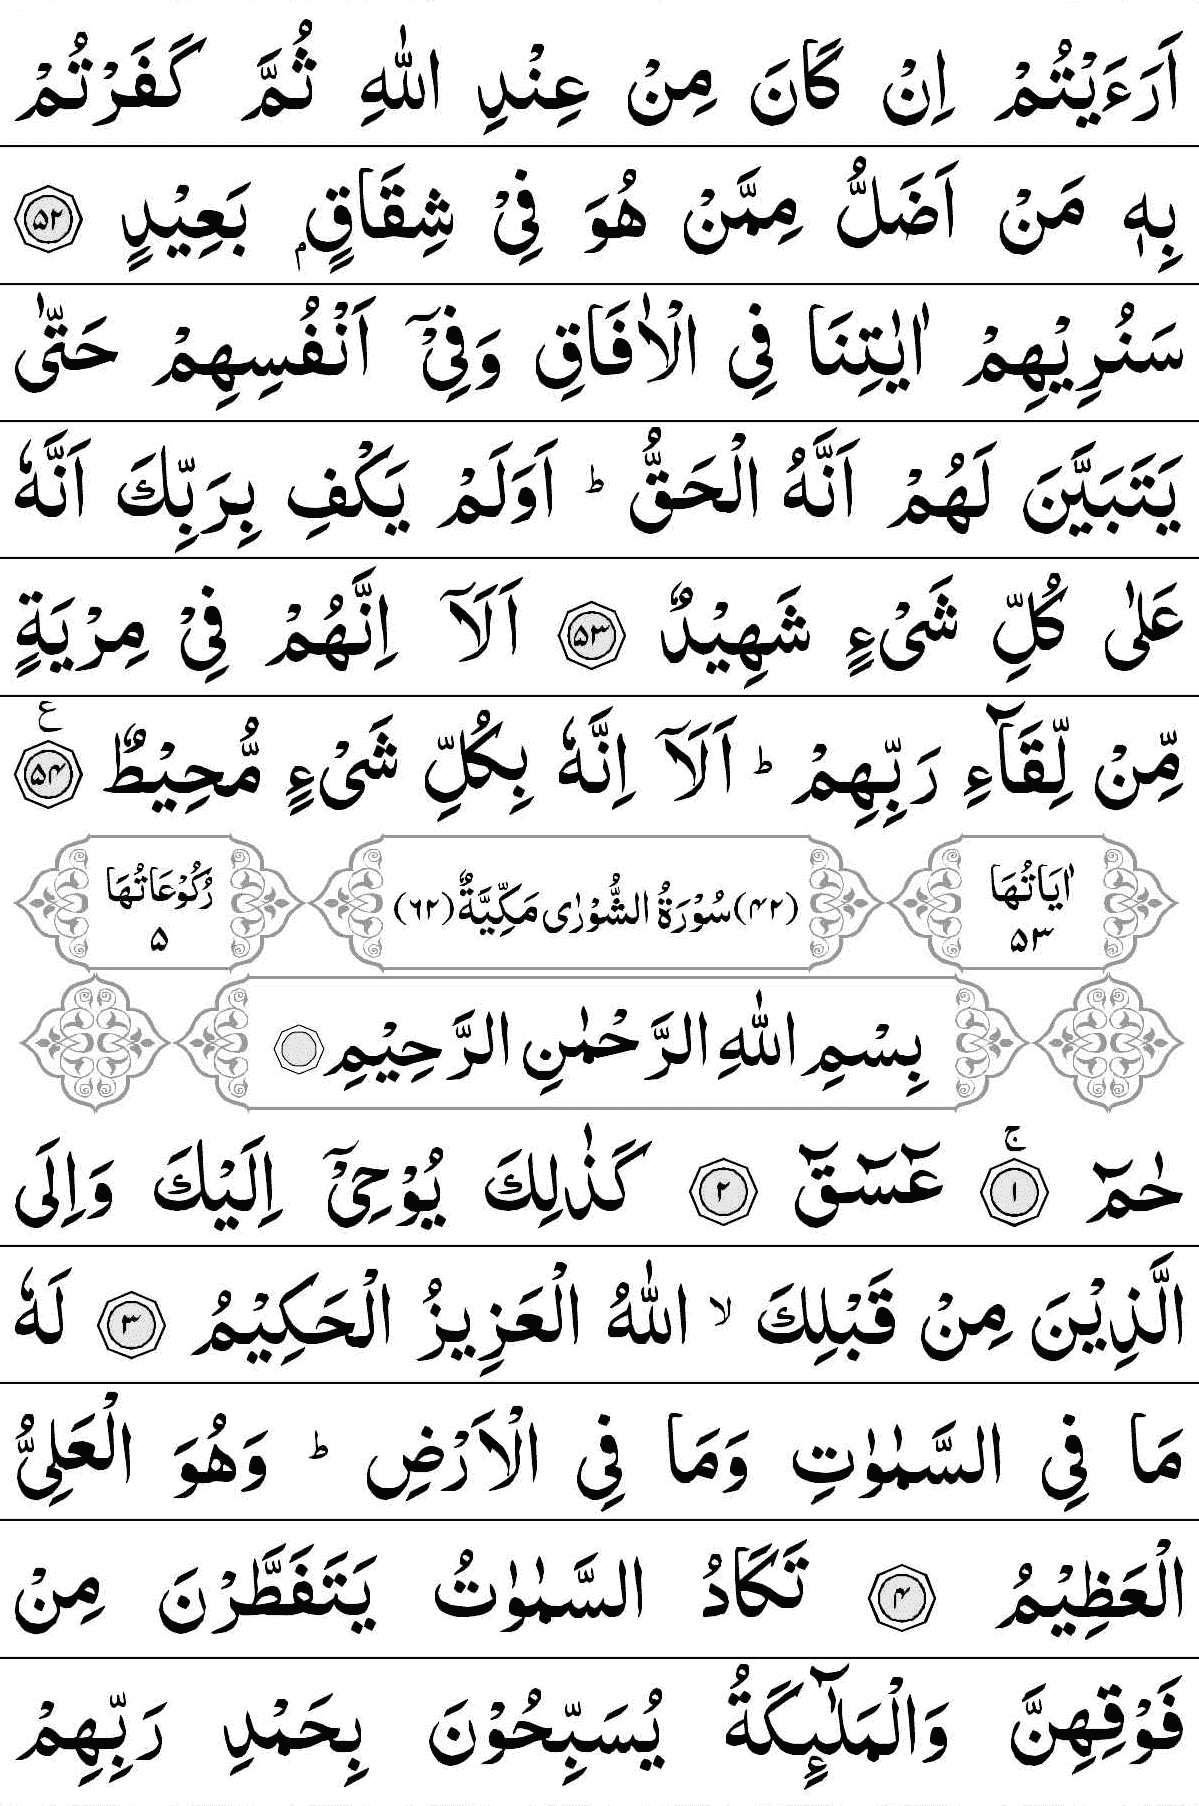 اَرَءَيْتُمْ اِنْ كَانَ مِنْ عِنْدِ اللّٰهِ ثُمَّ كَفَرْتُمْ
بِهٖ مَنْ اَضَلُّ مِمَّنْ هُوَ فِيْ شِقَاقٍۭ بَعِيْدٍ ۵۲
سَنُرِيْهِمْ اٰيٰتِنَا فِي الْاٰفَاقِ وَفِيْۤ اَنْفُسِهِمْ حَتّٰى
يَتَبَيَّنَ لَهُمْ اَنَّهُ الْحَقُّ ؕ اَوَلَمْ يَكْفِ بِرَبِّكَ اَنَّهٗ
عَلٰى كُلِّ شَيْءٍ شَهِيْدٌ ۵۳ اَلَاۤ اِنَّهُمْ فِيْ مِرْيَةٍ
مِّنْ لِّقَآءِ رَبِّهِمْ ؕ اَلَاۤ اِنَّهٗ بِكُلِّ شَيْءٍ مُّحِيْطٌ ۵۴ ع
اٰيَاتُهَا ۵۳ (۴۲) سُوْرَةُ الشُّوْرٰى مَكِّيَّةٌ (۶۲) رُكُوْعَاتُهَا ۵
بِسْمِ اللّٰهِ الرَّحْمٰنِ الرَّحِيْمِ
حٰمٓ ۱ ج عٓسٓقٓ ۲ كَذٰلِكَ يُوْحِيْۤ اِلَيْكَ وَاِلَى
الَّذِيْنَ مِنْ قَبْلِكَ ۙ اللّٰهُ الْعَزِيْزُ الْحَكِيْمُ ۳ لَهٗ
مَا فِي السَّمٰوٰتِ وَمَا فِي الْاَرْضِ ؕ وَهُوَ الْعَلِيُّ
الْعَظِيْمُ ۴ تَكَادُ السَّمٰوٰتُ يَتَفَطَّرْنَ مِنْ
فَوْقِهِنَّ وَالْمَلٰٓئِكَةُ يُسَبِّحُوْنَ بِحَمْدِ رَبِّهِمْ